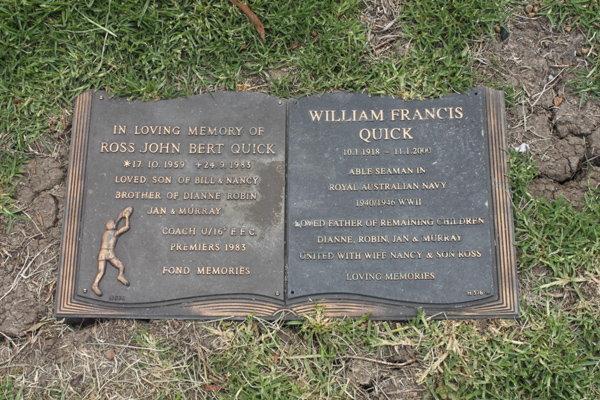 IN LOVING MEMORY OF
ROSS JOHN BERT QUICK
*17.10.1959 +24.9.1983
LOVED SON OF BILL & NANCY
BROTHER OF DIANNE ROBIN
JAN & MURRAY
COACH U/16' F.F.C.
PREMIERS 1983
FOND MEMORIES
WILLIAM FRANCIS
QUICK
10.1.1918 ~ 11.1.2000
ABLE SEAMAN IN
ROYAL AUSTRALIAN NAVY
1940/1946 WWII
LOVED FATHER OF REMAINING CHILDREN
DIANNE, ROBIN, JAN & MURRAY
UNITED WITH WIFE NANCY & SON ROSS
LOVING MEMORIES